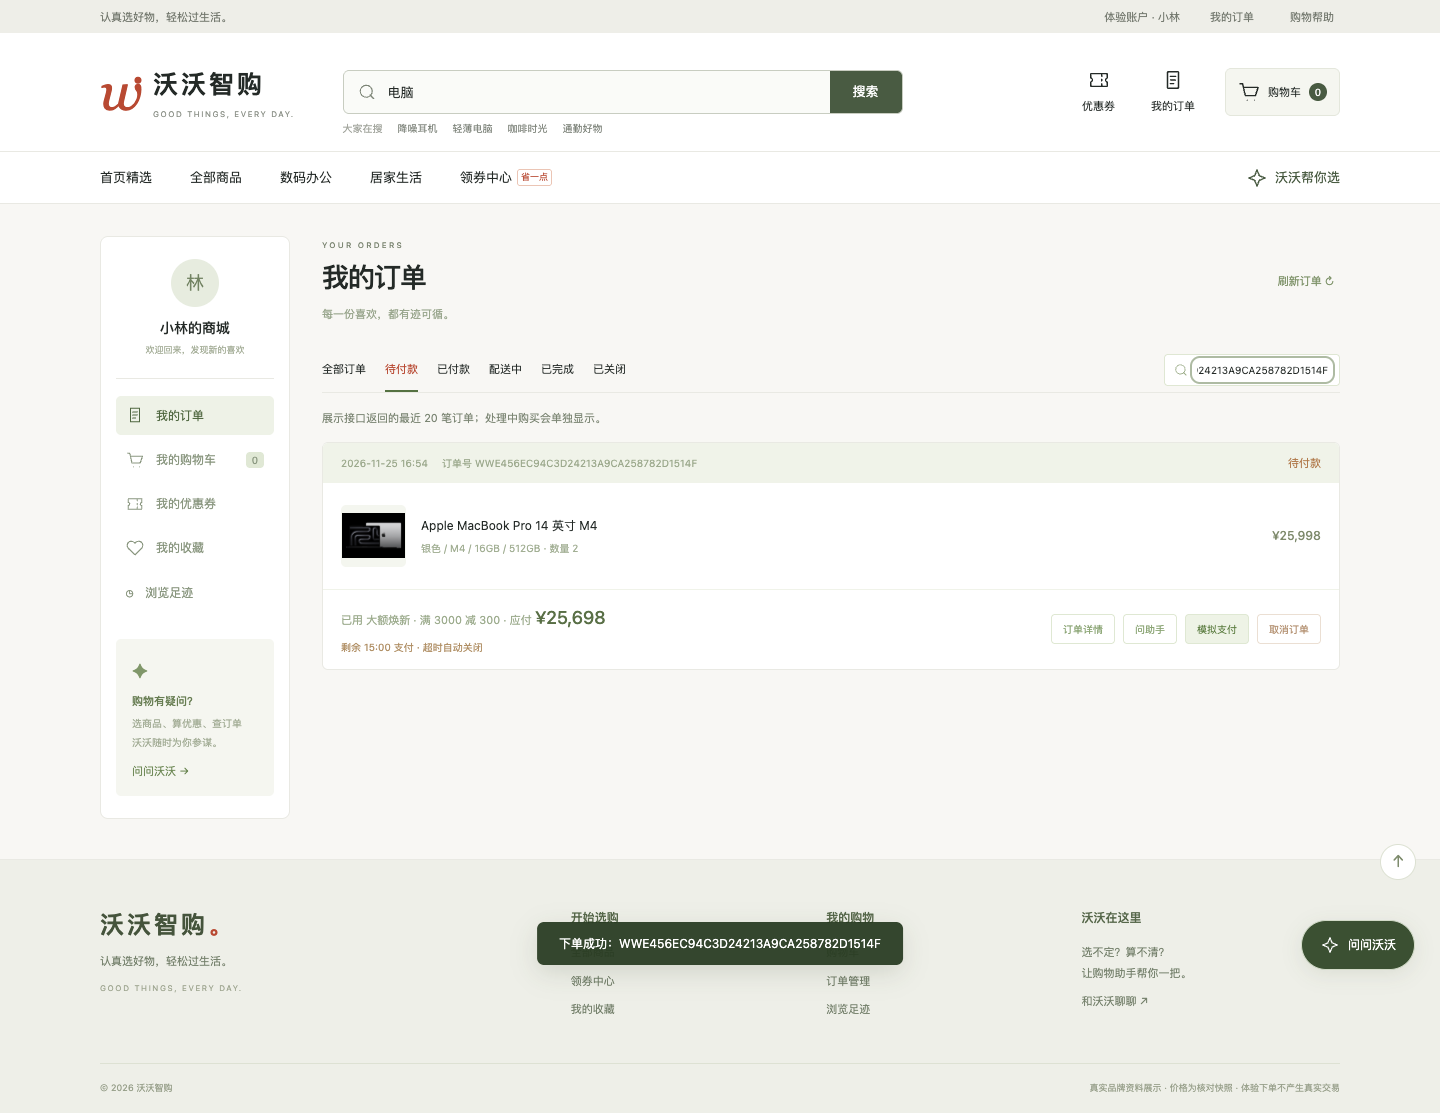 认真选好物，轻松过生活。
体验账户 · 小林
我的订单
购物帮助
沃沃智购
GOOD THINGS, EVERY DAY.
电脑
搜索
大家在搜 降噪耳机 轻薄电脑 咖啡时光 通勤好物
优惠券
我的订单
购物车 0
首页精选 全部商品 数码办公 居家生活 领券中心 省一点
沃沃帮你选
林
小林的商城
欢迎回来，发现新的喜欢
我的订单
我的购物车 0
我的优惠券
我的收藏
浏览足迹
购物有疑问？
选商品、算优惠、查订单
沃沃随时为你参谋。
问问沃沃 →
YOUR ORDERS
我的订单
刷新订单 ↻
每一份喜欢，都有迹可循。
全部订单 待付款 已付款 配送中 已完成 已关闭
24213A9CA258782D1514F
展示接口返回的最近 20 笔订单；处理中购买会单独显示。
2026-11-25 16:54 订单号 WWE456EC94C3D24213A9CA258782D1514F
待付款
Apple MacBook Pro 14 英寸 M4
银色 / M4 / 16GB / 512GB · 数量 2
¥25,998
已用 大额焕新 · 满 3000 减 300 · 应付 ¥25,698
剩余 15:00 支付 · 超时自动关闭
订单详情 问助手 模拟支付 取消订单
沃沃智购。
认真选好物，轻松过生活。
GOOD THINGS, EVERY DAY.
开始选购
领券中心
我的收藏
我的购物
订单管理
浏览足迹
下单成功：WWE456EC94C3D24213A9CA258782D1514F
沃沃在这里
选不定？算不清？
让购物助手帮你一把。
和沃沃聊聊 ↗
问问沃沃
© 2026 沃沃智购
真实品牌资料展示 · 价格为核对快照 · 体验下单不产生真实交易